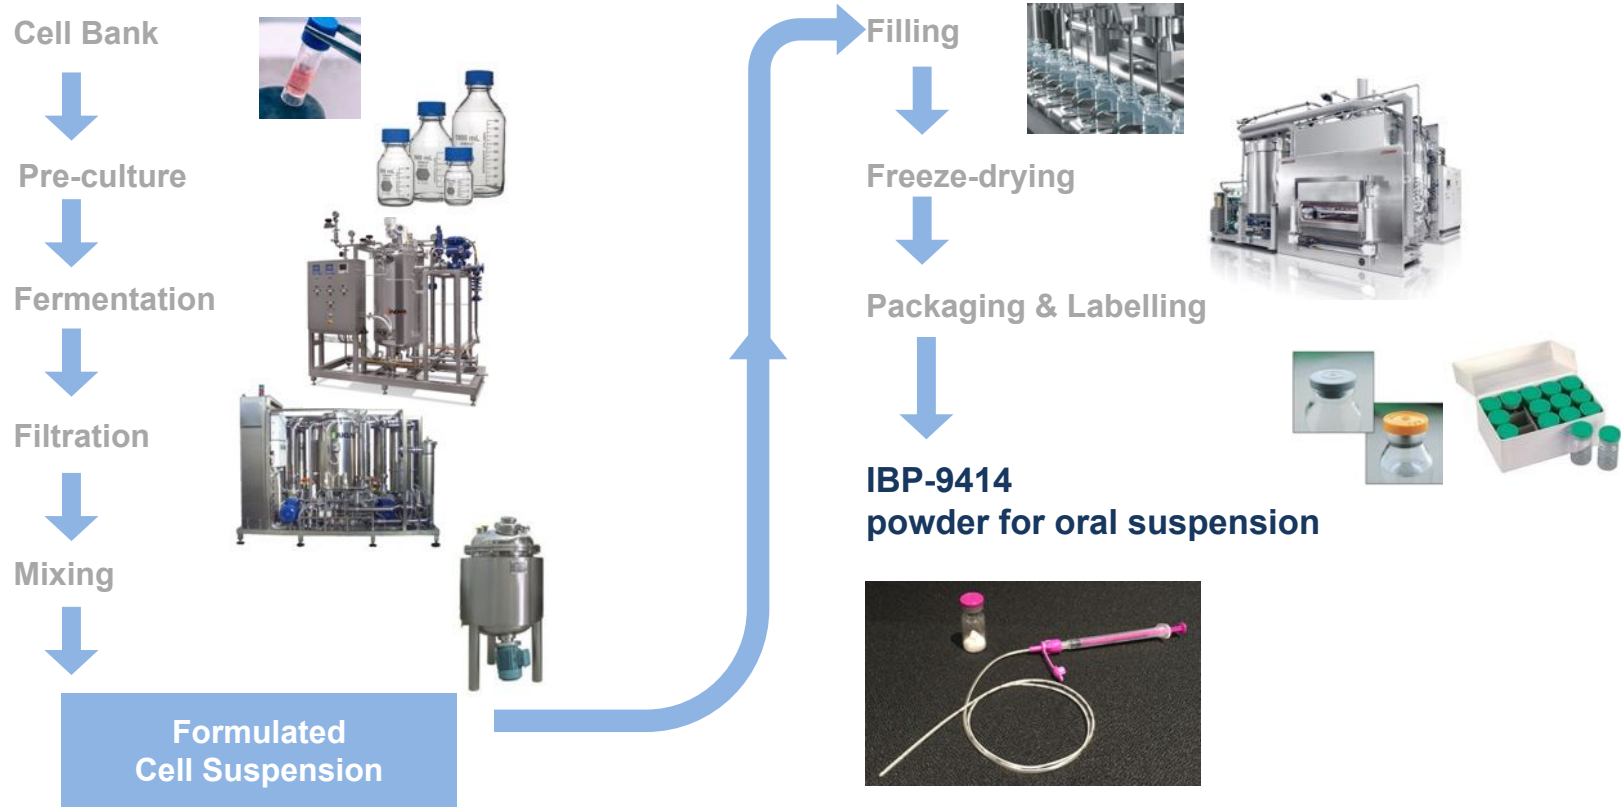 Cell Bank
Pre-culture
Fermentation
Filtration
Mixing
Formulated
Cell Suspension
Filling
Freeze-drying
Packaging & Labelling
IBP-9414
powder for oral suspension